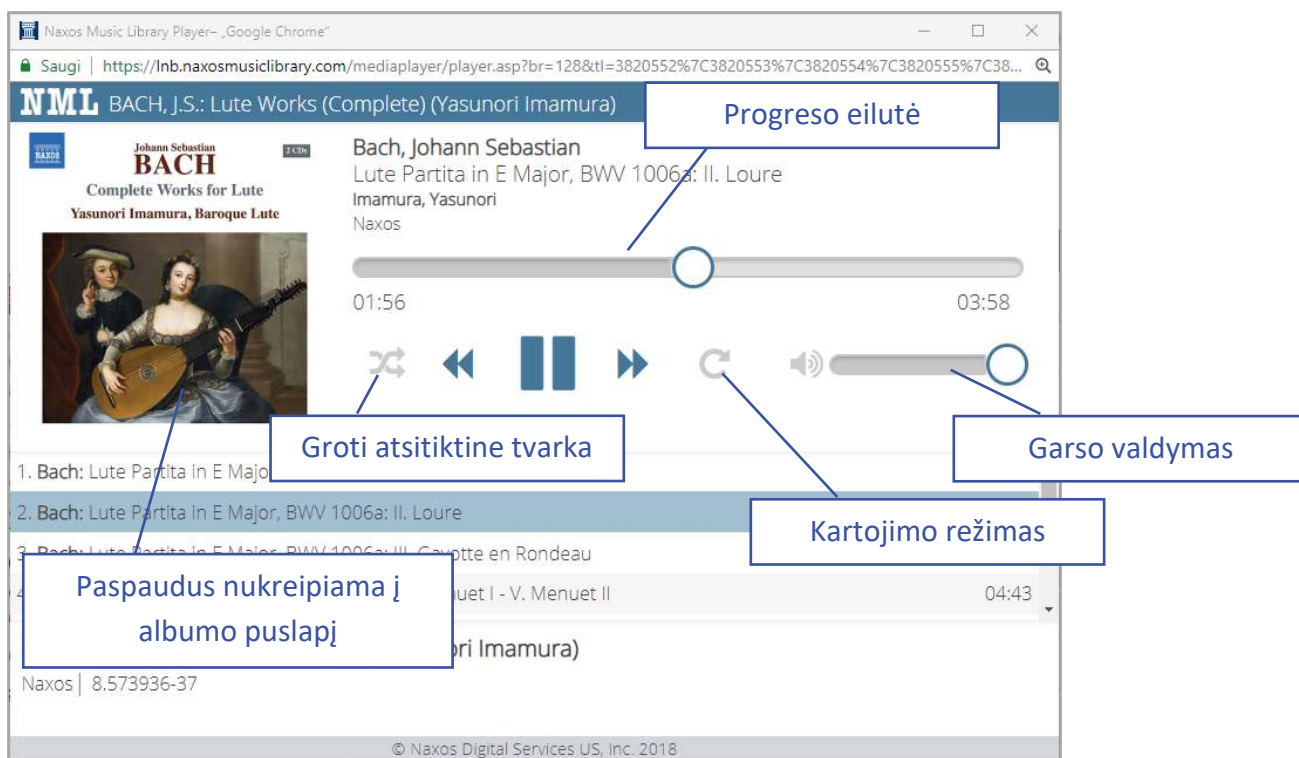 Naxos Music Library Player– „Google Chrome“
Saugi | https://lnb.naxosmusiclibrary.com/mediaplayer/player.asp?br=128&tl=3820552%7C3820553%7C3820554%7C3820555%7C38...
NML BACH, J.S.: Lute Works (Complete) (Yasunori Imamura)
Progreso eilutė
NAXOS
Johann Sebastian
2 CDs
BACH
Complete Works for Lute
Yasunori Imamura, Baroque Lute
Bach, Johann Sebastian
Lute Partita in E Major, BWV 1006a: II. Loure
Imamura, Yasunori
Naxos
01:56
03:58
Groti atsitiktine tvarka
Garso valdymas
Kartojimo režimas
1. Bach: Lute Partita in E Majo
2. Bach: Lute Partita in E Major, BWV 1006a: II. Loure
3. Bach: Lute Partita in E Major, BWV 1006a: III. Gavotte en Rondeau
Paspaudus nukreipiama į
albumo puslapį
uet I - V. Menuet II
04:43
ori Imamura)
Naxos | 8.573936-37
© Naxos Digital Services US, Inc. 2018